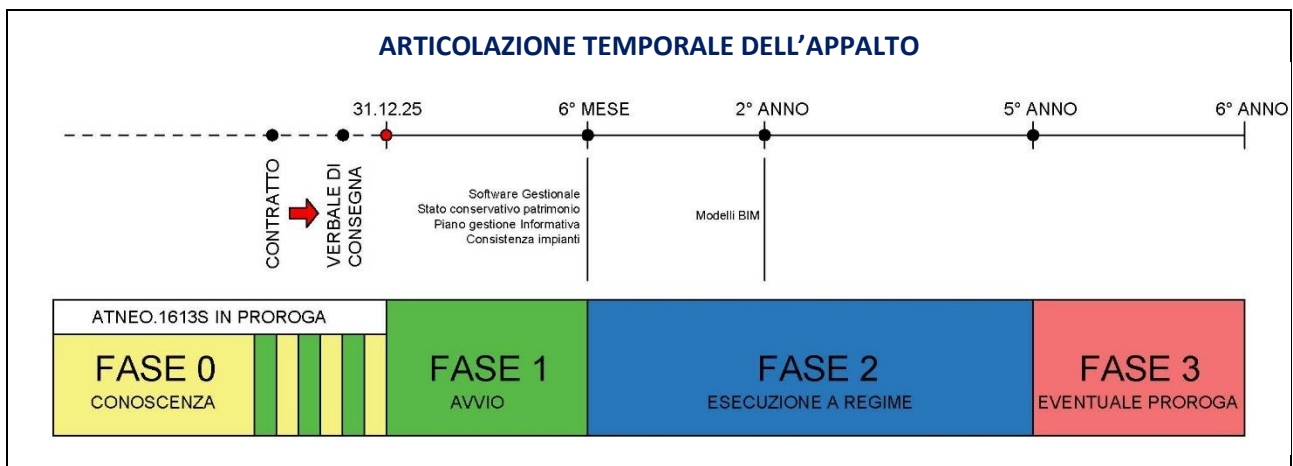 ARTICOLAZIONE TEMPORALE DELL’APPALTO
31.12.25
6° MESE
2° ANNO
5° ANNO
6° ANNO
CONTRATTO
VERBALE DI
CONSEGNA
Software Gestionale
Stato conservativo patrimonio
Piano gestione Informativa
Consistenza impianti
Modelli BIM
ATNEO.1613S IN PROROGA
FASE 0
CONOSCENZA
FASE 1
AVVIO
FASE 2
ESECUZIONE A REGIME
FASE 3
EVENTUALE PROROGA